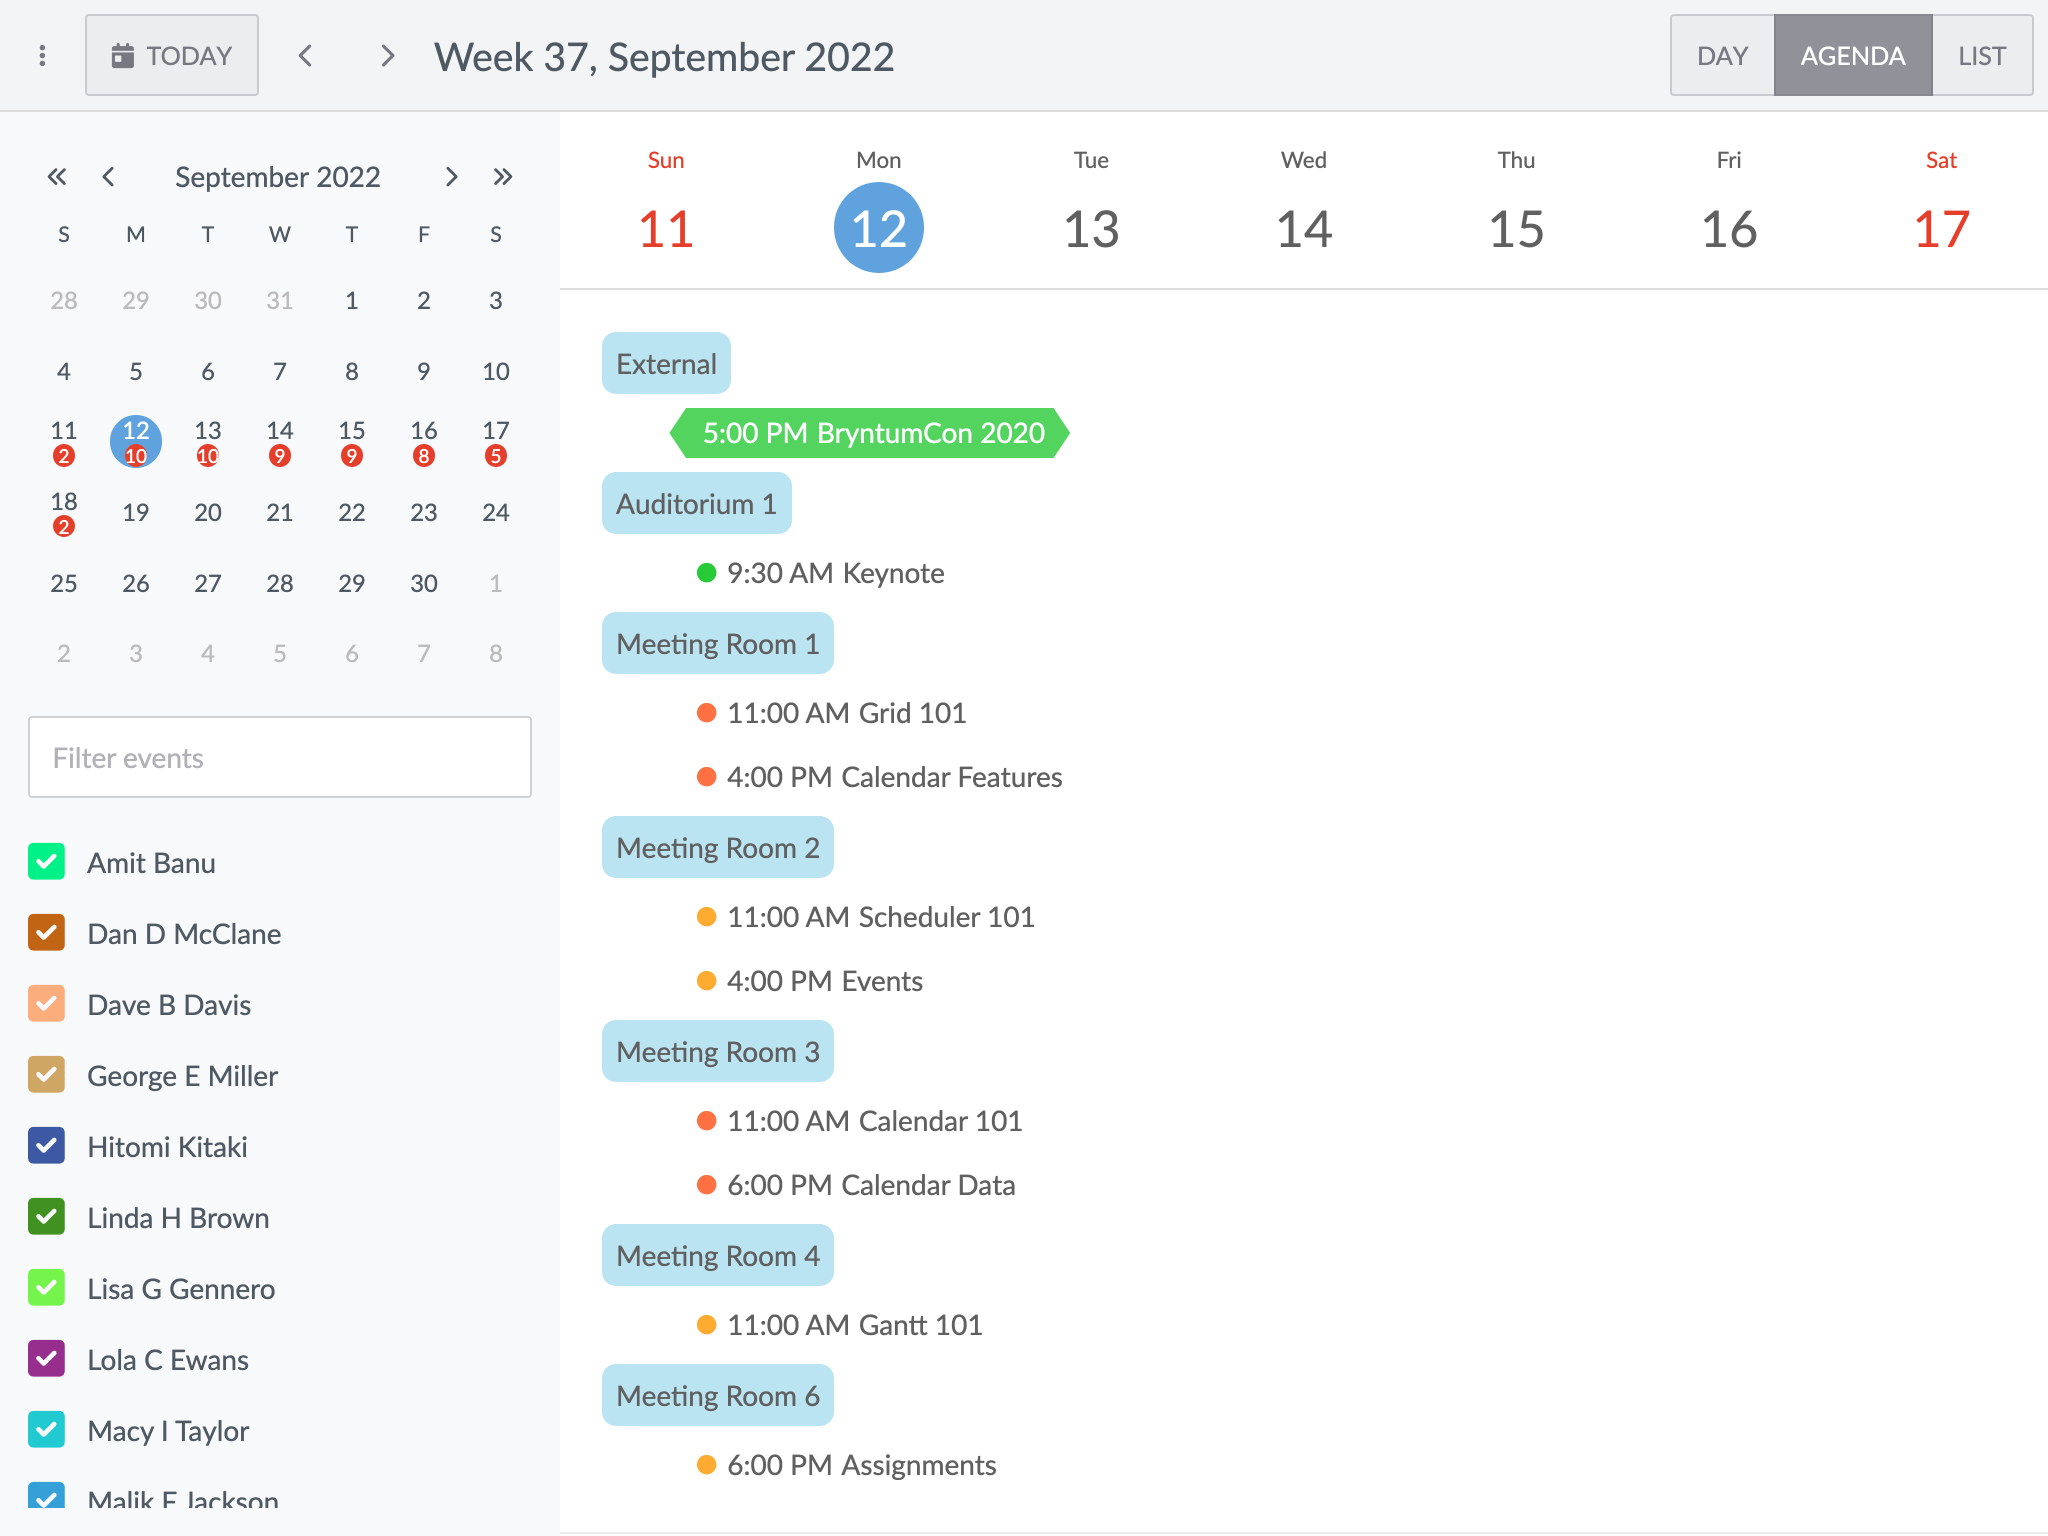 TODAY
Week 37, September 2022
DAY AGENDA LIST
September 2022
S M T W T F S
28 29 30 31 1 2 3
4 5 6 7 8 9 10
11 12 13 14 15 16 17
2 10 10 9 9 8 5
18 19 20 21 22 23 24
2
25 26 27 28 29 30 1
2 3 4 5 6 7 8
Filter events
Amit Banu
Dan D McClane
Dave B Davis
George E Miller
Hitomi Kitaki
Linda H Brown
Lisa G Gennero
Lola C Ewans
Macy I Taylor
Malik F Jackson
Sun Mon Tue Wed Thu Fri Sat
11 12 13 14 15 16 17
External
5:00 PM BryntumCon 2020
Auditorium 1
9:30 AM Keynote
Meeting Room 1
11:00 AM Grid 101
4:00 PM Calendar Features
Meeting Room 2
11:00 AM Scheduler 101
4:00 PM Events
Meeting Room 3
11:00 AM Calendar 101
6:00 PM Calendar Data
Meeting Room 4
11:00 AM Gantt 101
Meeting Room 6
6:00 PM Assignments